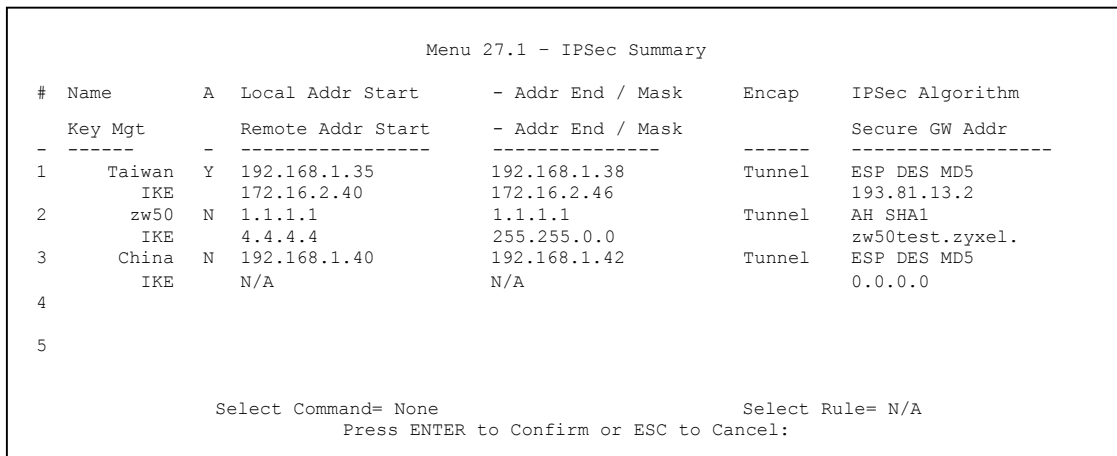 Menu 27.1 – IPSec Summary
# Name A Local Addr Start - Addr End / Mask Encap IPSec Algorithm
Key Mgt Remote Addr Start - Addr End / Mask Secure GW Addr
- ------ - ----------------- --------------- ------ ------------------
1 Taiwan Y 192.168.1.35 192.168.1.38 Tunnel ESP DES MD5
IKE 172.16.2.40 172.16.2.46 193.81.13.2
2 zw50 N 1.1.1.1 1.1.1.1 Tunnel AH SHA1
IKE 4.4.4.4 255.255.0.0 zw50test.zyxel.
3 China N 192.168.1.40 192.168.1.42 Tunnel ESP DES MD5
IKE N/A N/A 0.0.0.0
4
5
Select Command= None Select Rule= N/A
Press ENTER to Confirm or ESC to Cancel: